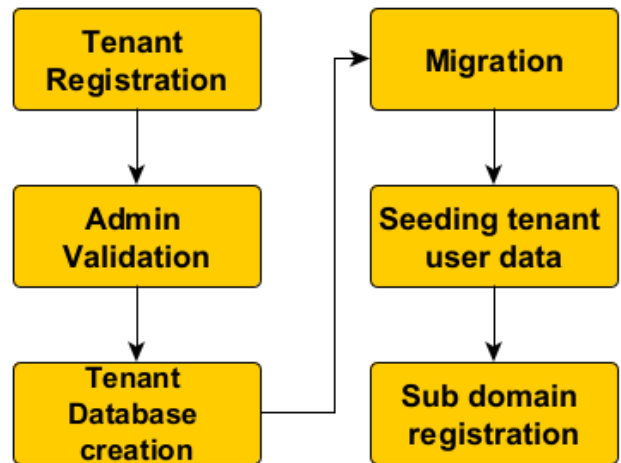 Tenant
Registration
Admin
Validation
Tenant
Database
creation
Migration
Seeding tenant
user data
Sub domain
registration